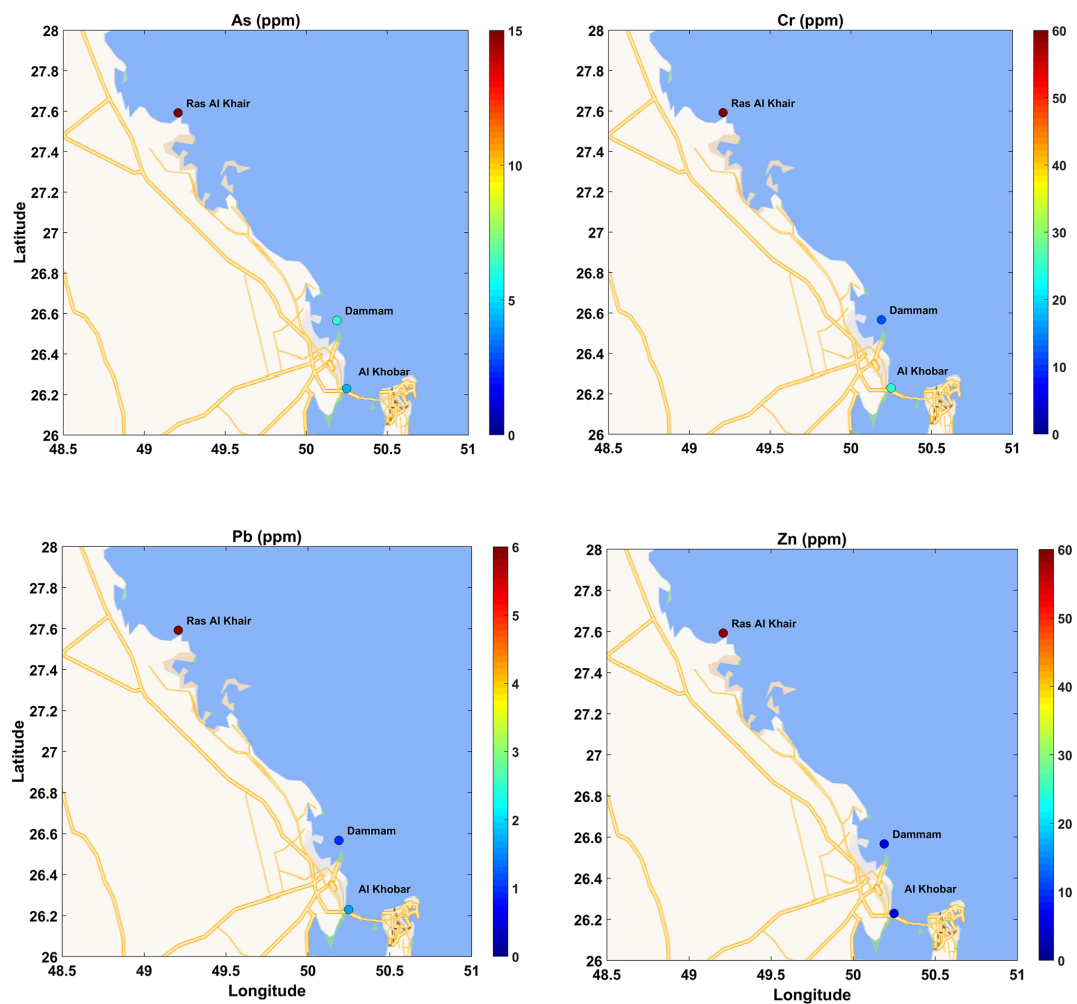 As (ppm)
28
27.8
27.6
27.4
27.2
27
26.8
26.6
26.4
26.2
26
Latitude
Ras Al Khair
Dammam
Al Khobar
48.5 49 49.5 50 50.5 51
15
10
5
0
Cr (ppm)
28
27.8
27.6
27.4
27.2
27
26.8
26.6
26.4
26.2
26
Ras Al Khair
Dammam
Al Khobar
48.5 49 49.5 50 50.5 51
60
50
40
30
20
10
0
Pb (ppm)
28
27.8
27.6
27.4
27.2
27
26.8
26.6
26.4
26.2
26
Latitude
Ras Al Khair
Dammam
Al Khobar
48.5 49 49.5 50 50.5 51
Longitude
6
5
4
3
2
1
0
Zn (ppm)
28
27.8
27.6
27.4
27.2
27
26.8
26.6
26.4
26.2
26
Ras Al Khair
Dammam
Al Khobar
48.5 49 49.5 50 50.5 51
Longitude
60
50
40
30
20
10
0